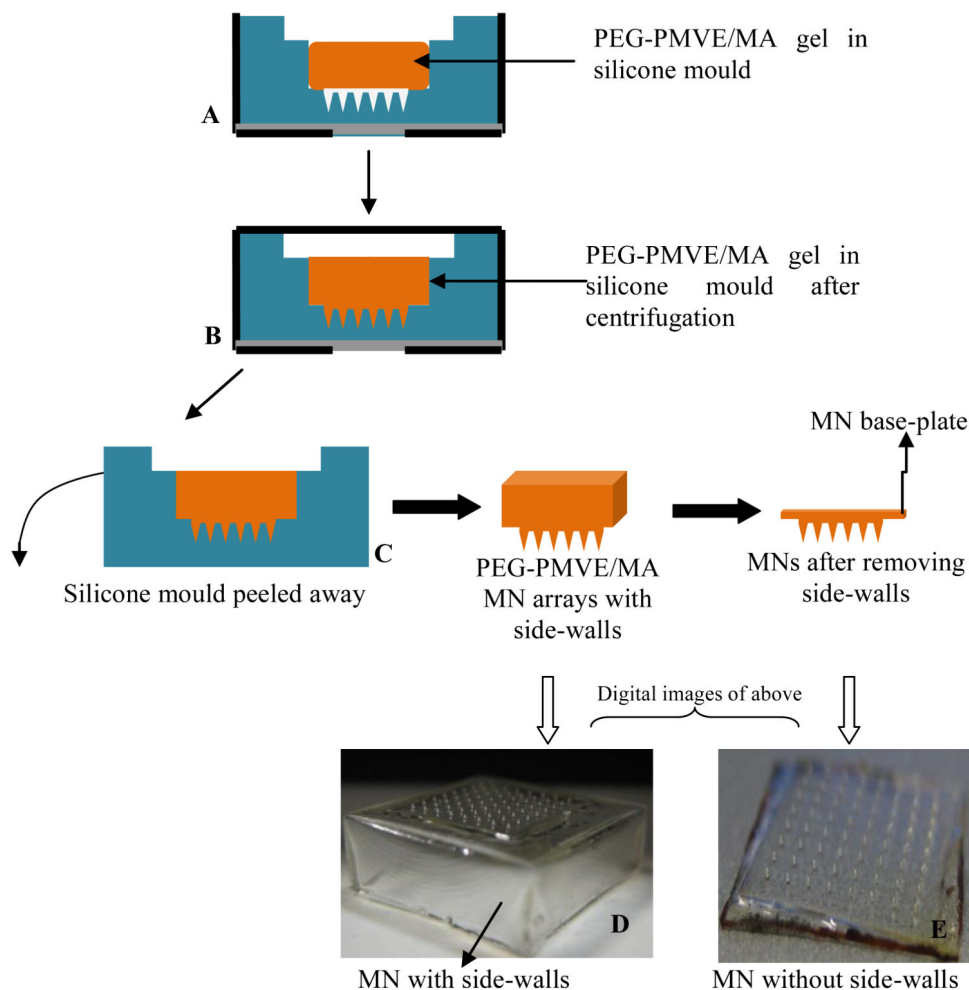 PEG-PMVE/MA gel in
silicone mould
A
PEG-PMVE/MA gel in
silicone mould after
centrifugation
B
MN base-plate
C
Silicone mould peeled away
PEG-PMVE/MA
MN arrays with
side-walls
MNs after removing
side-walls
Digital images of above
D
E
MN with side-walls
MN without side-walls